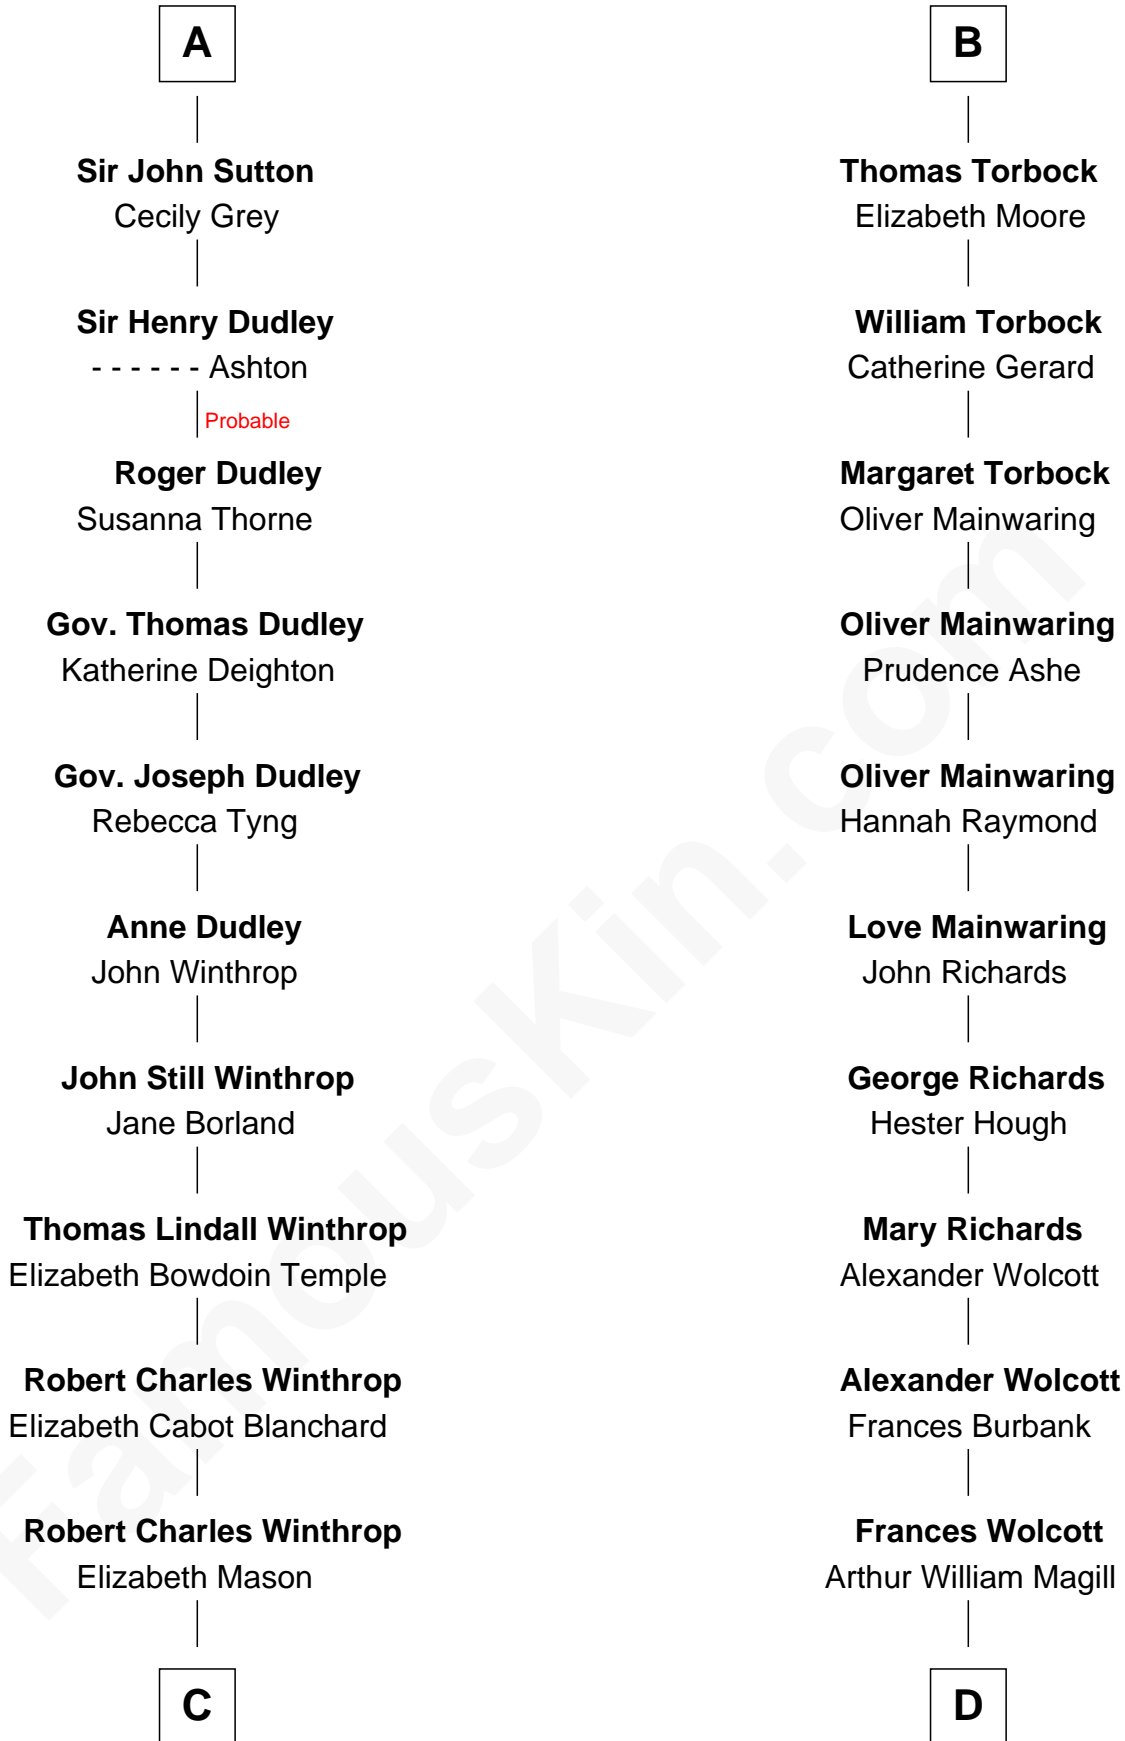 A
Sir John Sutton
Cecily Grey
Sir Henry Dudley
- - - - - - Ashton
Probable
Roger Dudley
Susanna Thorne
Gov. Thomas Dudley
Katherine Deighton
Gov. Joseph Dudley
Rebecca Tyng
Anne Dudley
John Winthrop
John Still Winthrop
Jane Borland
Thomas Lindall Winthrop
Elizabeth Bowdoin Temple
Robert Charles Winthrop
Elizabeth Cabot Blanchard
Robert Charles Winthrop
Elizabeth Mason
C
B
Thomas Torbock
Elizabeth Moore
William Torbock
Catherine Gerard
Margaret Torbock
Oliver Mainwaring
Oliver Mainwaring
Prudence Ashe
Oliver Mainwaring
Hannah Raymond
Love Mainwaring
John Richards
George Richards
Hester Hough
Mary Richards
Alexander Wolcott
Alexander Wolcott
Frances Burbank
Frances Wolcott
Arthur William Magill
D
FamousKin.com